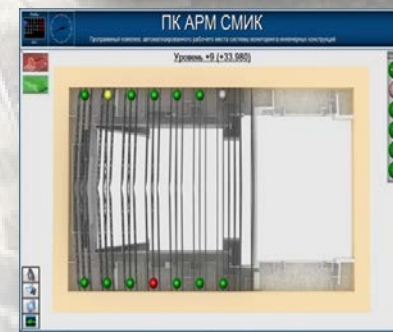 ПК АРМ СМИК
Программный комплекс автоматизированного рабочего места системы мониторинга инженерных конструкций
Уровень +9 (+33,980)